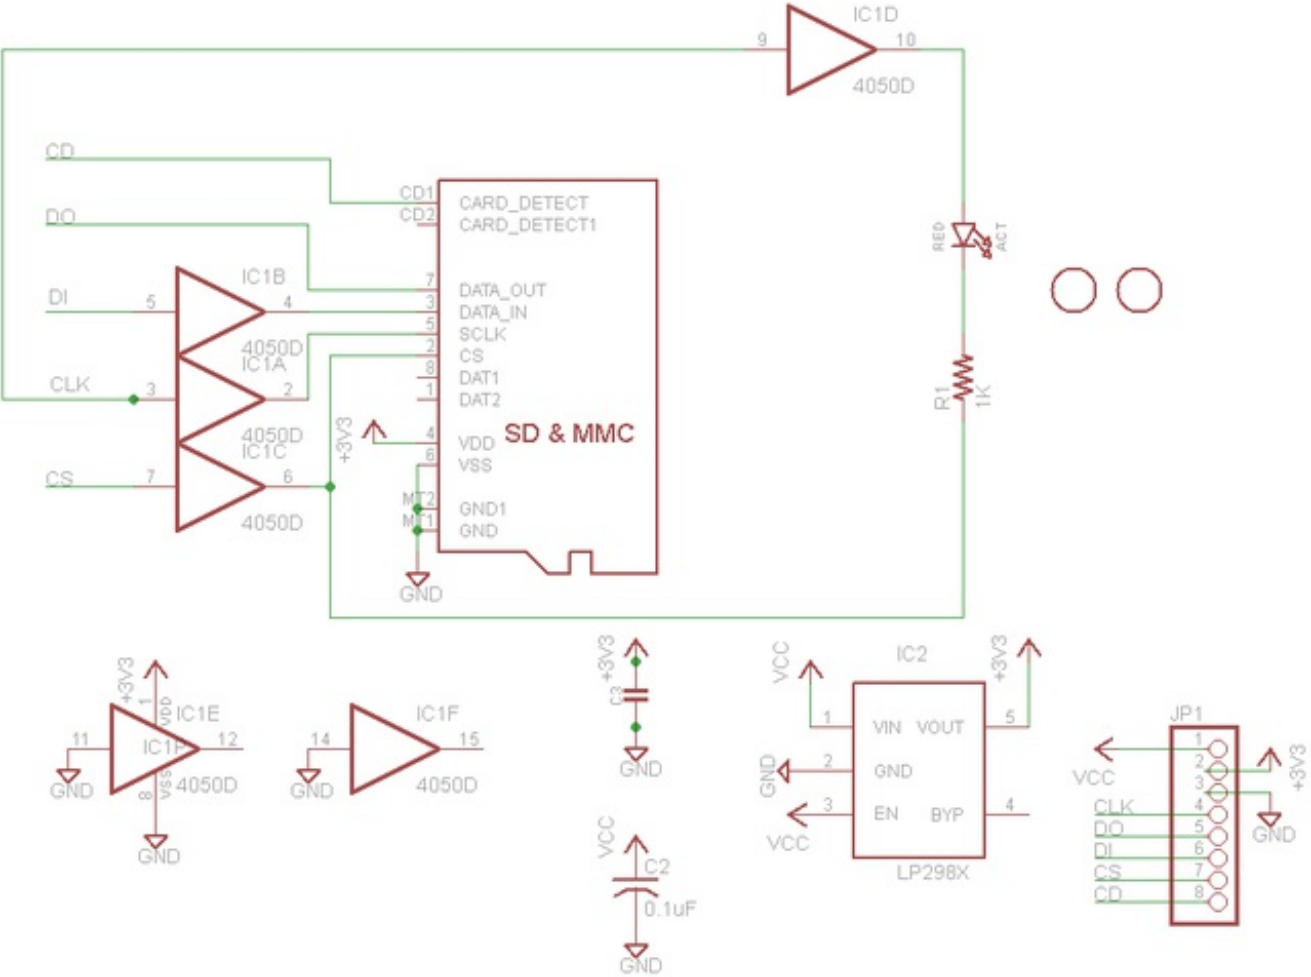 IC1D
9
10
4050D
CD
CD1
CARD_DETECT
CD2
CARD_DETECT1
DO
RED
ACT
IC1B
7
DATA_OUT
DI
5
4
3
DATA_IN
5
SCLK
4050D
2
CS
IC1A
8
DAT1
CLK
3
2
1
DAT2
R1
1K
4050D
+3V3
4
VDD
SD & MMC
IC1C
6
VSS
CS
7
6
MT2
GND1
4050D
MT1
GND
GND
+3V3
1
VDD
IC1E
11
IC1P
12
4050D
GND
8
VSS
GND
IC1F
14
15
4050D
GND
+3V3
C3
GND
VCC
C2
0.1uF
GND
IC2
VCC
+3V3
1
VIN
VOUT
5
GND
2
GND
3
EN
BYP
4
VCC
LP298X
JP1
1
VCC
2
+3V3
3
GND
CLK
4
DO
5
DI
6
CS
7
CD
8